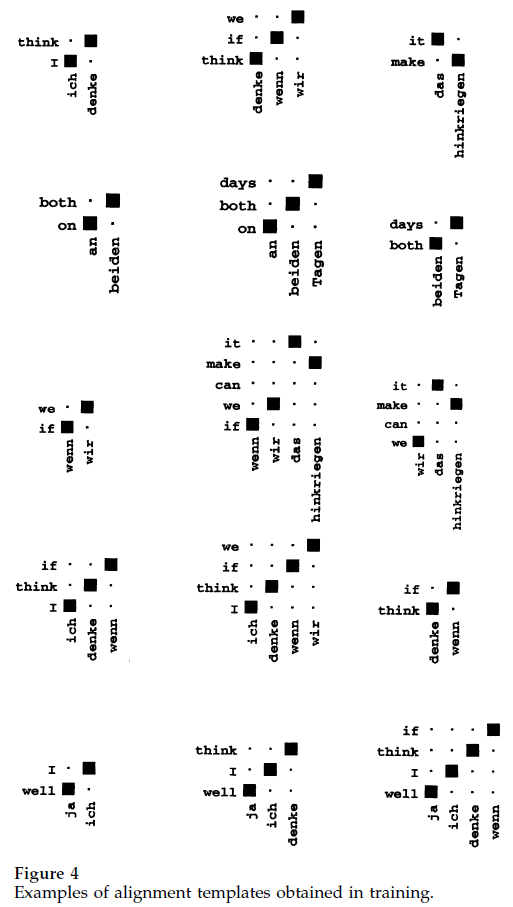 think
I
ich denke
we
if
think
denke wenn wir
it
make
das hinkriegen
both
on
an beiden
days
both
on
an beiden Tagen
days
both
beiden Tagen
we
if
wenn wir
it
make
can
we
if
wenn wir das hinkriegen
it
make
can
we
wir das hinkriegen
if
think
I
ich denke wenn
we
if
think
I
ich denke wenn wir
if
think
denke wenn
I
well
ja ich
think
I
well
ja ich denke
if
think
I
well
ja ich denke wenn
Figure 4
Examples of alignment templates obtained in training.